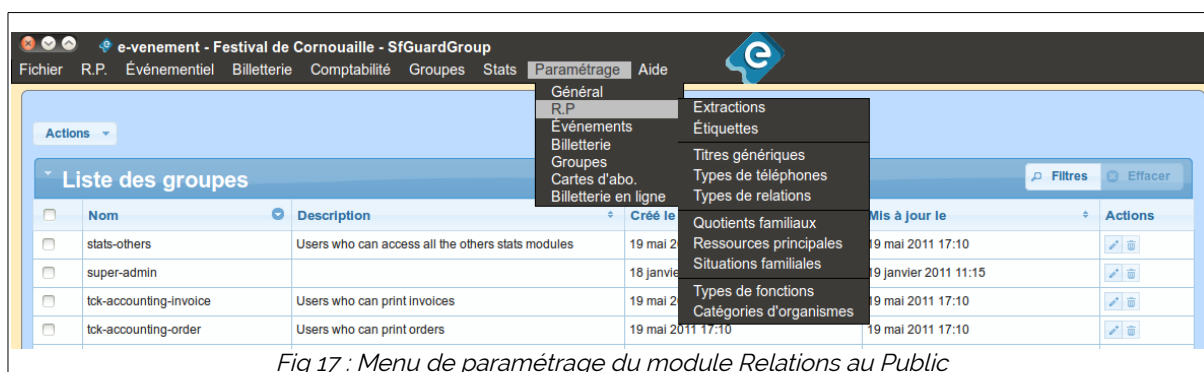 e-venement - Festival de Cornouaille - SfGuardGroup
Fichier R.P. Événementiel Billetterie Comptabilité Groupes Stats Paramétrage Aide
Général
R.P
Événements
Billetterie
Groupes
Cartes d'abo.
Billetterie en ligne
Extractions
Étiquettes
Titres génériques
Types de téléphones
Types de relations
Quotients familiaux
Ressources principales
Situations familiales
Types de fonctions
Catégories d'organismes
Actions
Liste des groupes
Filtres Effacer
Nom Description Créé le Mis à jour le Actions
stats-others Users who can access all the others stats modules 19 mai 2 19 mai 2011 17:10
super-admin 18 janvie 19 janvier 2011 11:15
tck-accounting-invoice Users who can print invoices 19 mai 2 19 mai 2011 17:10
tck-accounting-order Users who can print orders 19 mai 2011 17:10 19 mai 2011 17:10
Fig 17 : Menu de paramétrage du module Relations au Public